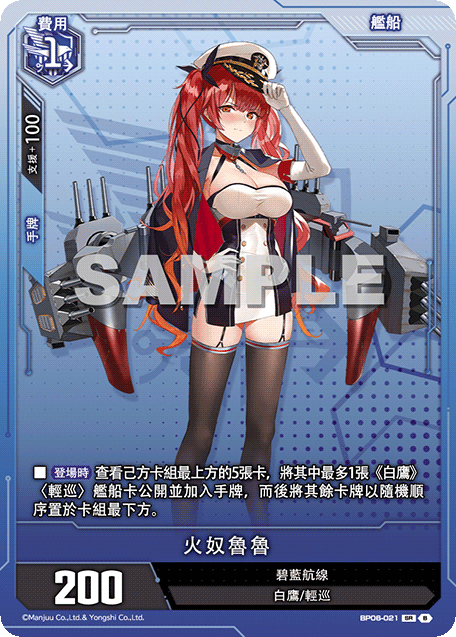 費用
1
艦船
支援+100
手牌
SAMPLE
■ 登場時 查看己方卡組最上方的5張卡，將其中最多1張《白鷹》
〈輕巡〉艦船卡公開並加入手牌，而後將其餘卡牌以隨機順
序置於卡組最下方。
火奴魯魯
200
碧藍航線
白鷹/輕巡
©Manjuu Co.,Ltd.& Yongshi Co.,Ltd.
BP06-021 SR B